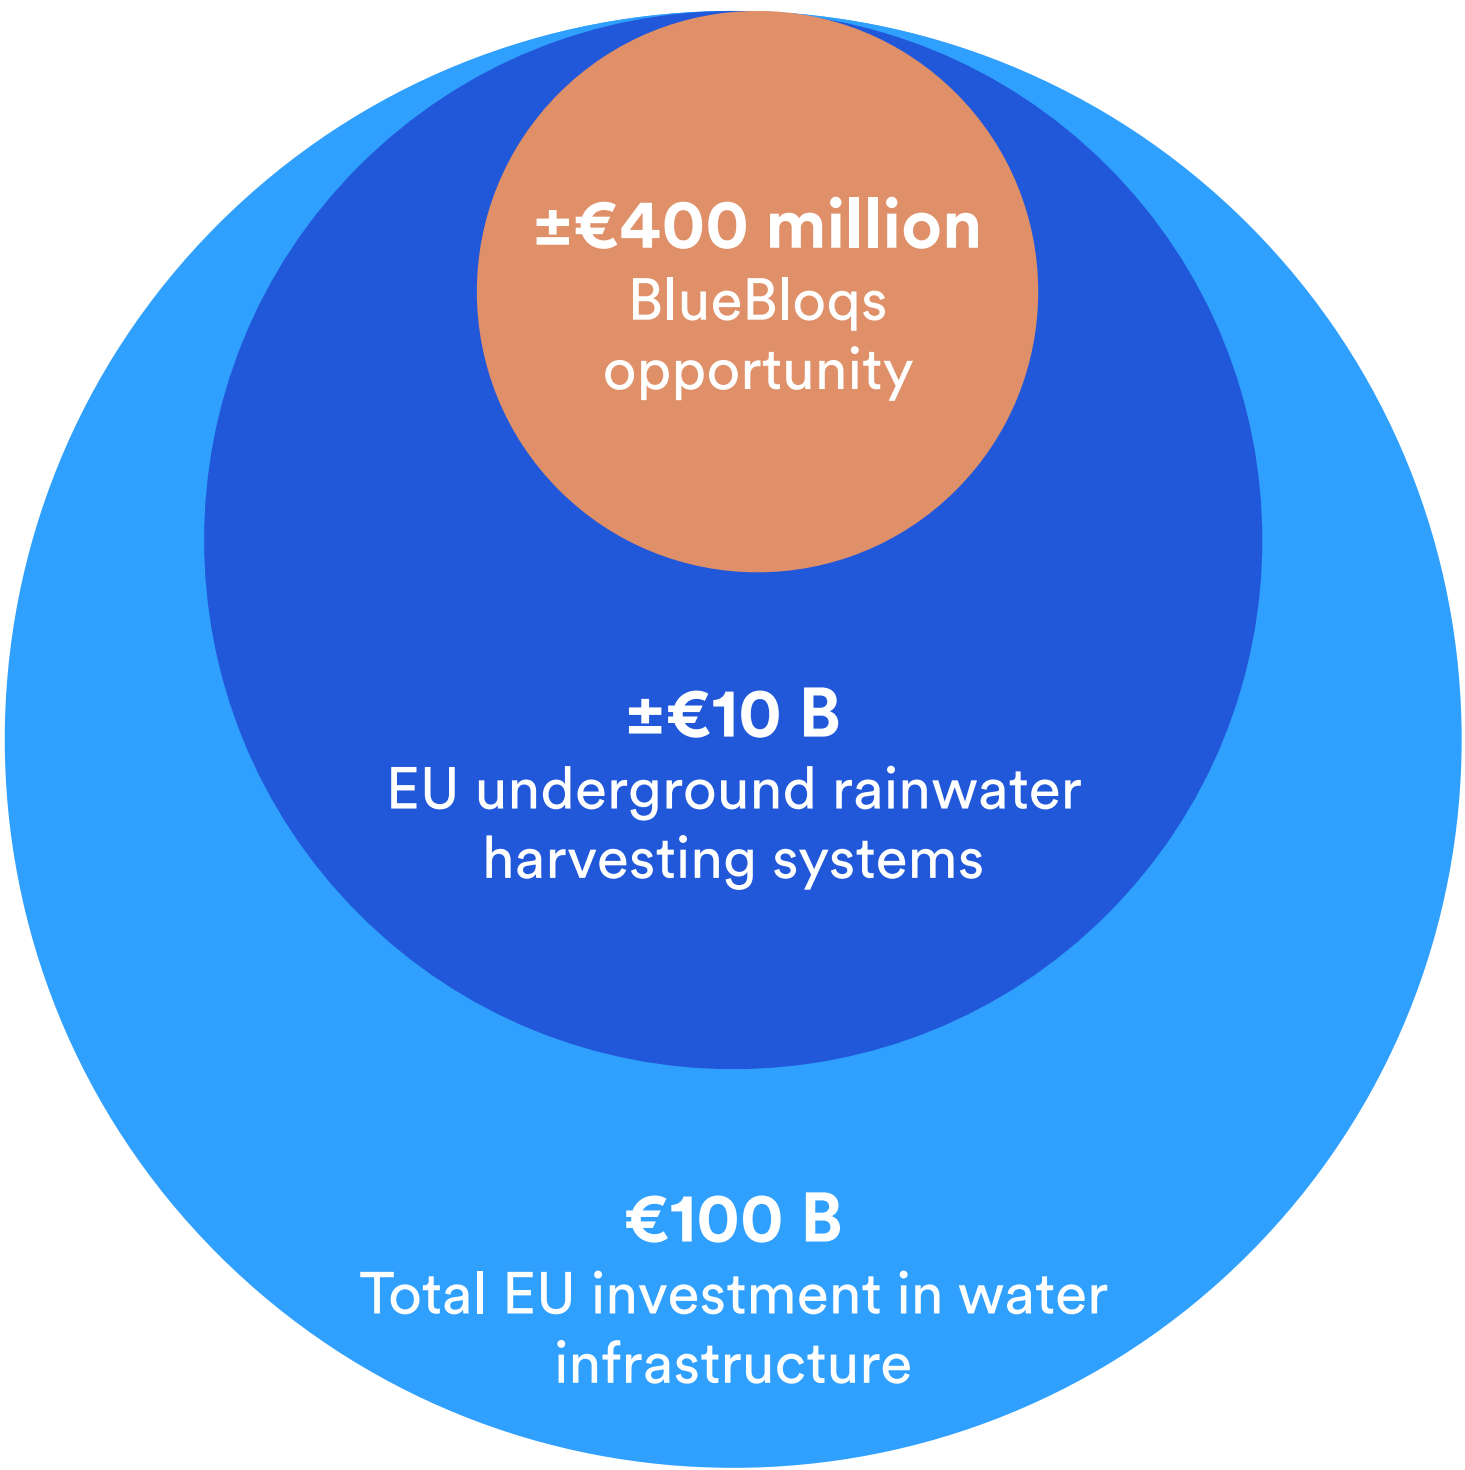 ±€400 million
BlueBloqs
opportunity
±€10 B
EU underground rainwater
harvesting systems
€100 B
Total EU investment in water
infrastructure